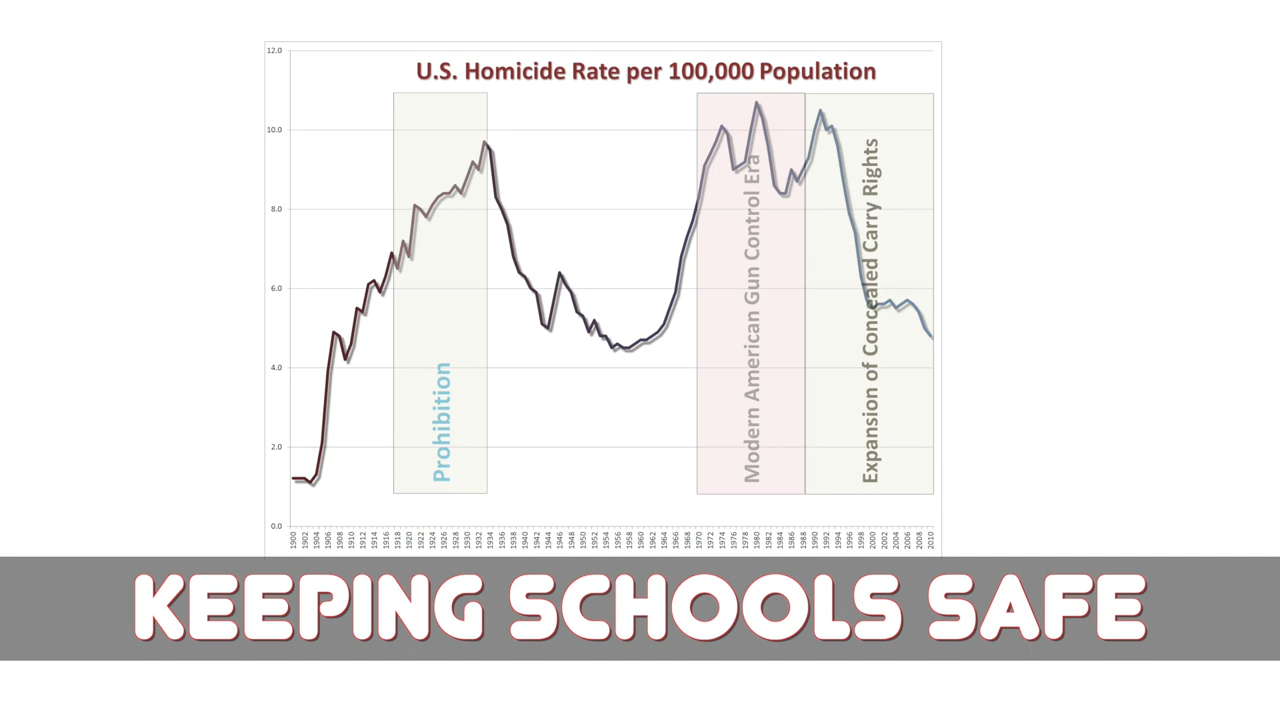 U.S. Homicide Rate per 100,000 Population
12.0
10.0
8.0
6.0
4.0
2.0
0.0
Prohibition
Modern American Gun Control Era
Expansion of Concealed Carry Rights
1900 1902 1904 1906 1908 1910 1912 1914 1916 1918 1920 1922 1924 1926 1928 1930 1932 1934 1936 1938 1940 1942 1944 1946 1948 1950 1952 1954 1956 1958 1960 1962 1964 1966 1968 1970 1972 1974 1976 1978 1980 1982 1984 1986 1988 1990 1992 1994 1996 1998 2000 2002 2004 2006 2008 2010
KEEPING SCHOOLS SAFE